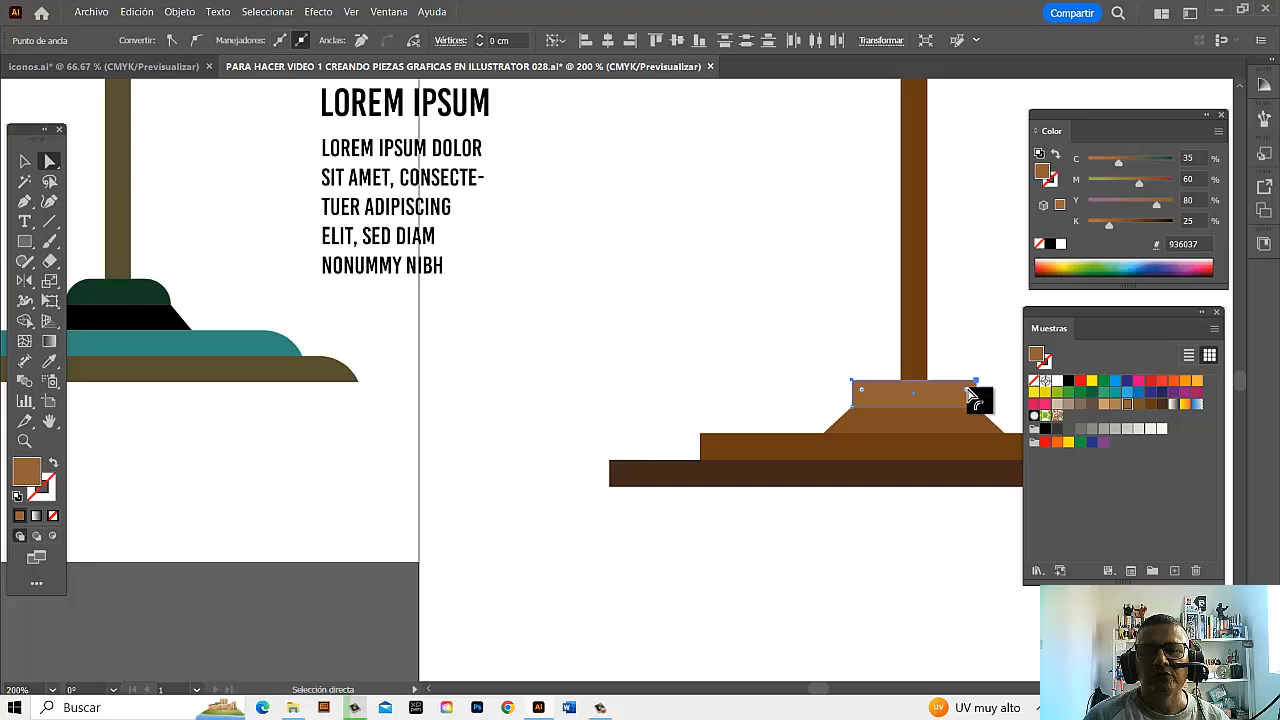 Archivo Edición Objeto Texto Seleccionar Efecto Ver Ventana Ayuda Compartir
Punto de ancla Convertir: Manejadores: Anclas: Vértices: 0 cm Transformar
iconos.ai* @ 66.67 % (CMYK/Previsualizar) × PARA HACER VIDEO 1 CREANDO PIEZAS GRAFICAS EN ILLUSTRATOR 028.ai* @ 200 % (CMYK/Previsualizar) ×
LOREM IPSUM
LOREM IPSUM DOLOR
SIT AMET, CONSECTE-
TUER ADIPISCING
ELIT, SED DIAM
NONUMMY NIBH
Color
C 35 %
M 60 %
Y 80 %
K 25 %
# 936037
Muestras
200% 0° 1 Selección directa
Buscar
UV muy alto